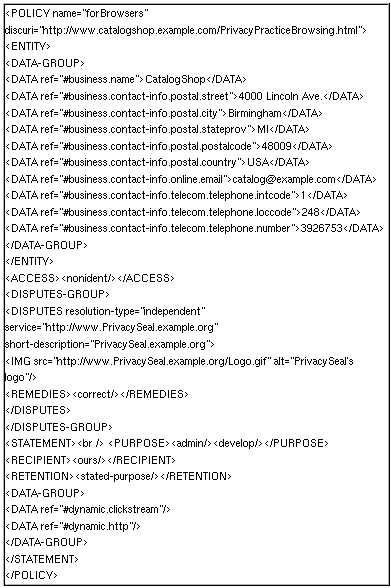 <POLICY name="forBrowsers"
discuri="http://www.catalogshop.example.com/PrivacyPracticeBrowsing.html">
<ENTITY>
<DATA-GROUP>
<DATA ref="#business.name">CatalogShop</DATA>
<DATA ref="#business.contact-info.postal.street">4000 Lincoln Ave.</DATA>
<DATA ref="#business.contact-info.postal.city">Birmingham</DATA>
<DATA ref="#business.contact-info.postal.stateprov">MI</DATA>
<DATA ref="#business.contact-info.postal.postalcode">48009</DATA>
<DATA ref="#business.contact-info.postal.country">USA</DATA>
<DATA ref="#business.contact-info.online.email">catalog@example.com</DATA>
<DATA ref="#business.contact-info.telecom.telephone.intcode">1</DATA>
<DATA ref="#business.contact-info.telecom.telephone.loccode">248</DATA>
<DATA ref="#business.contact-info.telecom.telephone.number">3926753</DATA>
</DATA-GROUP>
</ENTITY>
<ACCESS><nonident/></ACCESS>
<DISPUTES-GROUP>
<DISPUTES resolution-type="independent"
service="http://www.PrivacySeal.example.org"
short-description="PrivacySeal.example.org">
<IMG src="http://www.PrivacySeal.example.org/Logo.gif" alt="PrivacySeal's
logo"/>
<REMEDIES><correct/></REMEDIES>
</DISPUTES>
</DISPUTES-GROUP>
<STATEMENT><br /> <PURPOSE><admin/><develop/></PURPOSE>
<RECIPIENT><ours/></RECIPIENT>
<RETENTION><stated-purpose/></RETENTION>
<DATA-GROUP>
<DATA ref="#dynamic.clickstream"/>
<DATA ref="#dynamic.http"/>
</DATA-GROUP>
</STATEMENT>
</POLICY>